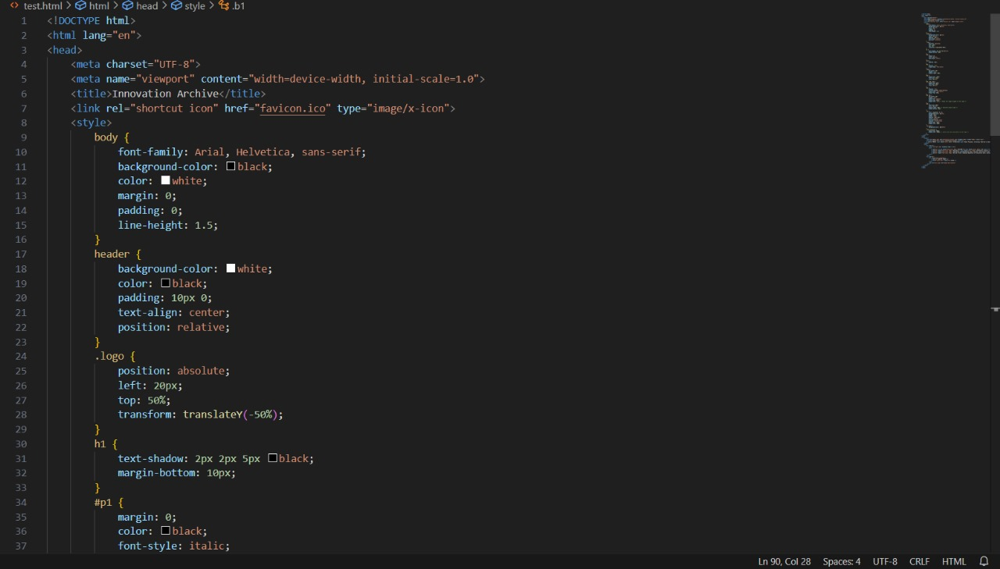 test.html > html > head > style > .b1
1 <!DOCTYPE html>
2 <html lang="en">
3 <head>
4 <meta charset="UTF-8">
5 <meta name="viewport" content="width=device-width, initial-scale=1.0">
6 <title>Innovation Archive</title>
7 <link rel="shortcut icon" href="favicon.ico" type="image/x-icon">
8 <style>
9 body {
10 font-family: Arial, Helvetica, sans-serif;
11 background-color: black;
12 color: white;
13 margin: 0;
14 padding: 0;
15 line-height: 1.5;
16 }
17 header {
18 background-color: white;
19 color: black;
20 padding: 10px 0;
21 text-align: center;
22 position: relative;
23 }
24 .logo {
25 position: absolute;
26 left: 20px;
27 top: 50%;
28 transform: translateY(-50%);
29 }
30 h1 {
31 text-shadow: 2px 2px 5px black;
32 margin-bottom: 10px;
33 }
34 #p1 {
35 margin: 0;
36 color: black;
37 font-style: italic;
Ln 90, Col 28 Spaces: 4 UTF-8 CRLF HTML